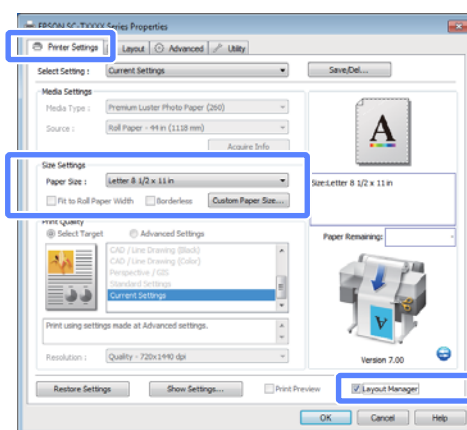 EPSON SC-TXXXX Series Properties
Printer Settings Layout Advanced Utility
Select Setting : Current Settings Save/Del...
Media Settings
Media Type : Premium Luster Photo Paper (260)
Source : Roll Paper - 44 in (1118 mm)
Acquire Info
A
Size Settings
Paper Size : Letter 8 1/2 x 11 in
Size:Letter 8 1/2 x 11 in
Fit to Roll Paper Width Borderless Custom Paper Size...
Print Quality
Select Target Advanced Settings
Paper Remaining:
CAD / Line Drawing (Black)
CAD / Line Drawing (Color)
Perspective / GIS
Standard Settings
Current Settings
Print using settings made at Advanced settings.
Resolution : Quality - 720x1440 dpi
Version 7.00
Restore Settings Show Settings... Print Preview Layout Manager
OK Cancel Help